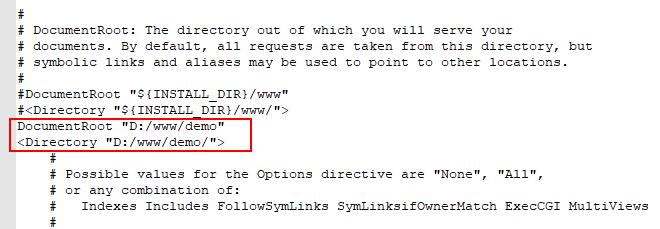 #
# DocumentRoot: The directory out of which you will serve your
# documents. By default, all requests are taken from this directory, but
# symbolic links and aliases may be used to point to other locations.
#
#DocumentRoot "${INSTALL_DIR}/www"
#<Directory "${INSTALL_DIR}/www/">
DocumentRoot "D:/www/demo"
<Directory "D:/www/demo/">
#
# Possible values for the Options directive are "None", "All",
# or any combination of:
#   Indexes Includes FollowSymLinks SymLinksifOwnerMatch ExecCGI MultiViews
#